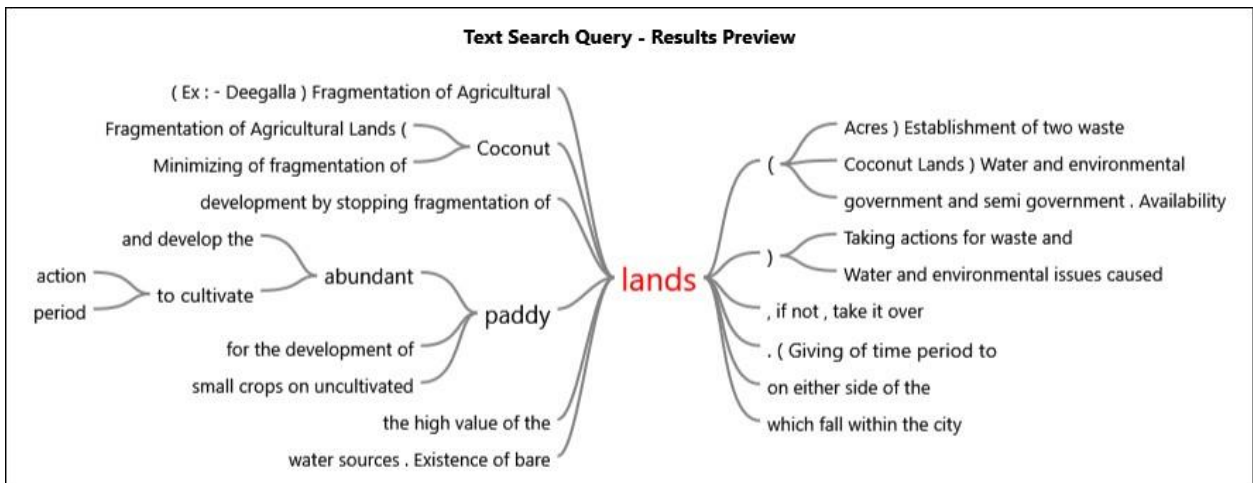 Text Search Query - Results Preview
( Ex : - Deegalla ) Fragmentation of Agricultural
Fragmentation of Agricultural Lands (
Minimizing of fragmentation of
Coconut
development by stopping fragmentation of
and develop the
action
period
to cultivate
abundant
for the development of
small crops on uncultivated
paddy
the high value of the
water sources . Existence of bare
lands
(
Acres ) Establishment of two waste
Coconut Lands ) Water and environmental
government and semi government . Availability
)
Taking actions for waste and
Water and environmental issues caused
, if not , take it over
. ( Giving of time period to
on either side of the
which fall within the city